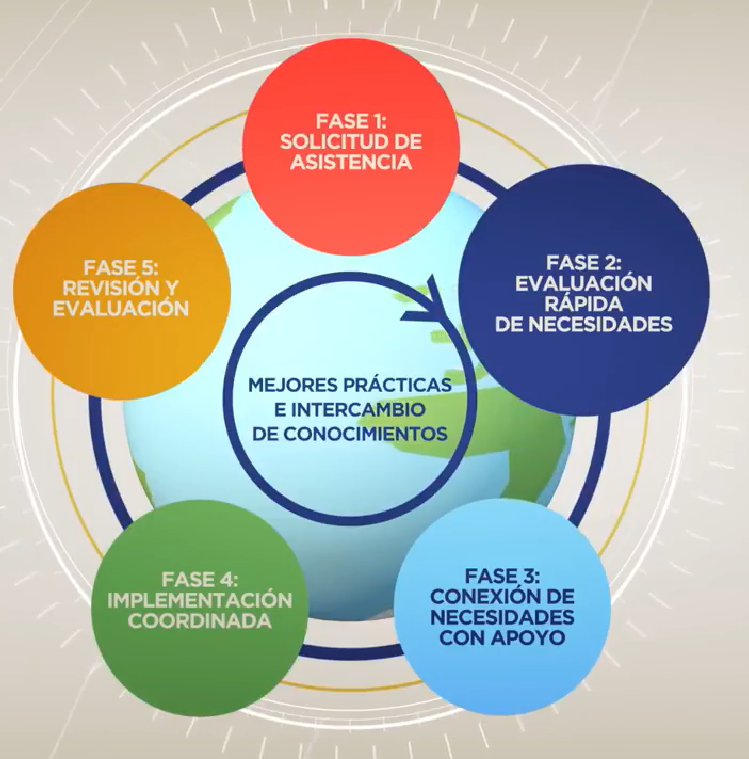 FASE 1:
SOLICITUD DE
ASISTENCIA
FASE 2:
EVALUACIÓN
RÁPIDA
DE NECESIDADES
FASE 3:
CONEXIÓN DE
NECESIDADES
CON APOYO
FASE 4:
IMPLEMENTACIÓN
COORDINADA
FASE 5:
REVISIÓN Y
EVALUACIÓN
MEJORES PRÁCTICAS
E INTERCAMBIO
DE CONOCIMIENTOS